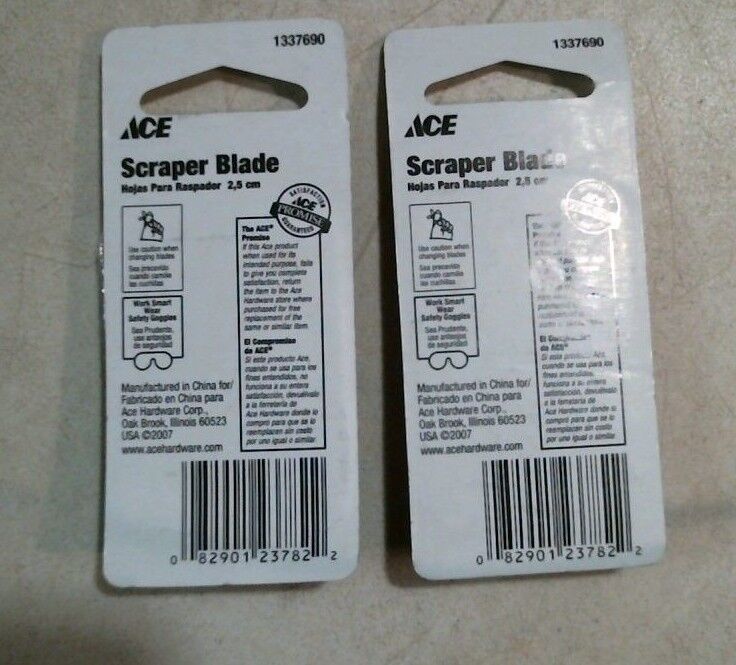 1337690
ACE
Scraper Blade
Hojas Para Raspador 2,5 cm
SATISFACTION
ACE
PROMISE
GUARANTEED
Use caution when
changing blades
Sea precavido
cuando cambie
las cuchillas
Work Smart
Wear
Safety Goggles
Sea Prudente,
use anteojos
de seguridad
The ACE®
Promise
If this Ace product
when used for its
intended purpose, fails
to give you complete
satisfaction, return
the item to the Ace
Hardware store where
purchased for free
replacement of the
same or similar item.
El Compromiso
de ACE®
Si este producto Ace,
cuando se usa para los
fines entendidos, no
funciona a su entera
satisfacción, devuélvalo
a la ferretería de
Ace Hardware donde lo
compró para que se lo
reemplacen sin costo
por uno igual o similar.
Manufactured in China for/
Fabricado en China para
Ace Hardware Corp.,
Oak Brook, Illinois 60523
USA ©2007
www.acehardware.com
0 82901 23782 2
1337690
ACE
Scraper Blade
Hojas Para Raspador 2,5 cm
ACE
Use caution when
changing blades
Sea precavido
cuando cambie
las cuchillas
Work Smart
Wear
Safety Goggles
Sea Prudente,
use anteojos
de seguridad
El
de ACE®
Si este producto Ace,
cuando se usa para los
fines entendidos, no
funciona a su entera
satisfacción, devuélvalo
a la ferretería de
Ace Hardware donde lo
compró para que se lo
reemplacen sin costo
por uno igual o similar.
Manufactured in China for/
Fabricado en China para
Ace Hardware Corp.,
Oak Brook, Illinois 60523
USA ©2007
www.acehardware.com
0 82901 23782 2